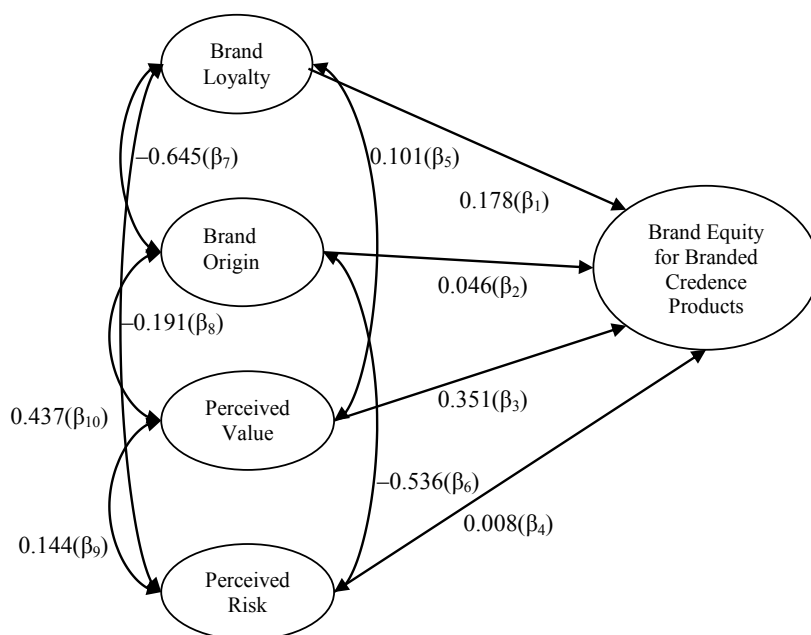 Brand
Loyalty
–0.645(β₇)
0.101(β₅)
0.178(β₁)
Brand
Origin
Brand Equity
for Branded
Credence
Products
0.046(β₂)
–0.191(β₈)
Perceived
Value
0.351(β₃)
0.437(β₁₀)
–0.536(β₆)
0.008(β₄)
0.144(β₉)
Perceived
Risk